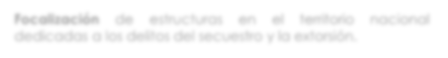 Focalización de estructuras en el territorio nacional
dedicadas a los delitos del secuestro y la extorsión.